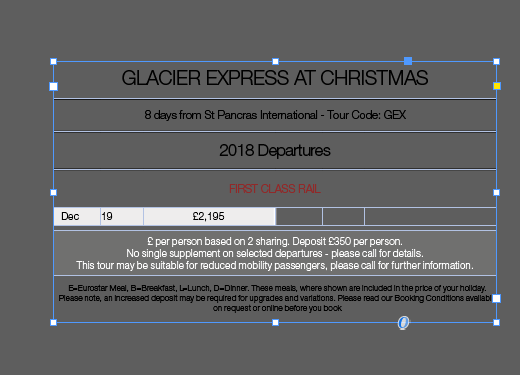 GLACIER EXPRESS AT CHRISTMAS
8 days from St Pancras International - Tour Code: GEX
2018 Departures
FIRST CLASS RAIL
Dec 19 £2,195
£ per person based on 2 sharing. Deposit £350 per person.
No single supplement on selected departures - please call for details.
This tour may be suitable for reduced mobility passengers, please call for further information.
E=Eurostar Meal, B=Breakfast, L=Lunch, D=Dinner. These meals, where shown are included in the price of your holiday.
Please note, an increased deposit may be required for upgrades and variations. Please read our Booking Conditions availabl
on request or online before you book